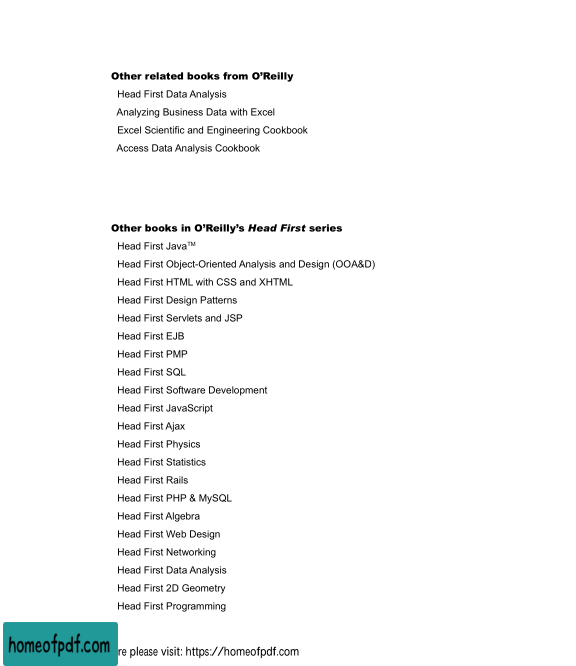 Other related books from O’Reilly
Head First Data Analysis
Analyzing Business Data with Excel
Excel Scientific and Engineering Cookbook
Access Data Analysis Cookbook
Other books in O’Reilly’s Head First series
Head First Java™
Head First Object-Oriented Analysis and Design (OOA&D)
Head First HTML with CSS and XHTML
Head First Design Patterns
Head First Servlets and JSP
Head First EJB
Head First PMP
Head First SQL
Head First Software Development
Head First JavaScript
Head First Ajax
Head First Physics
Head First Statistics
Head First Rails
Head First PHP & MySQL
Head First Algebra
Head First Web Design
Head First Networking
Head First Data Analysis
Head First 2D Geometry
Head First Programming
homeofpdf.com
re please visit: https://homeofpdf.com